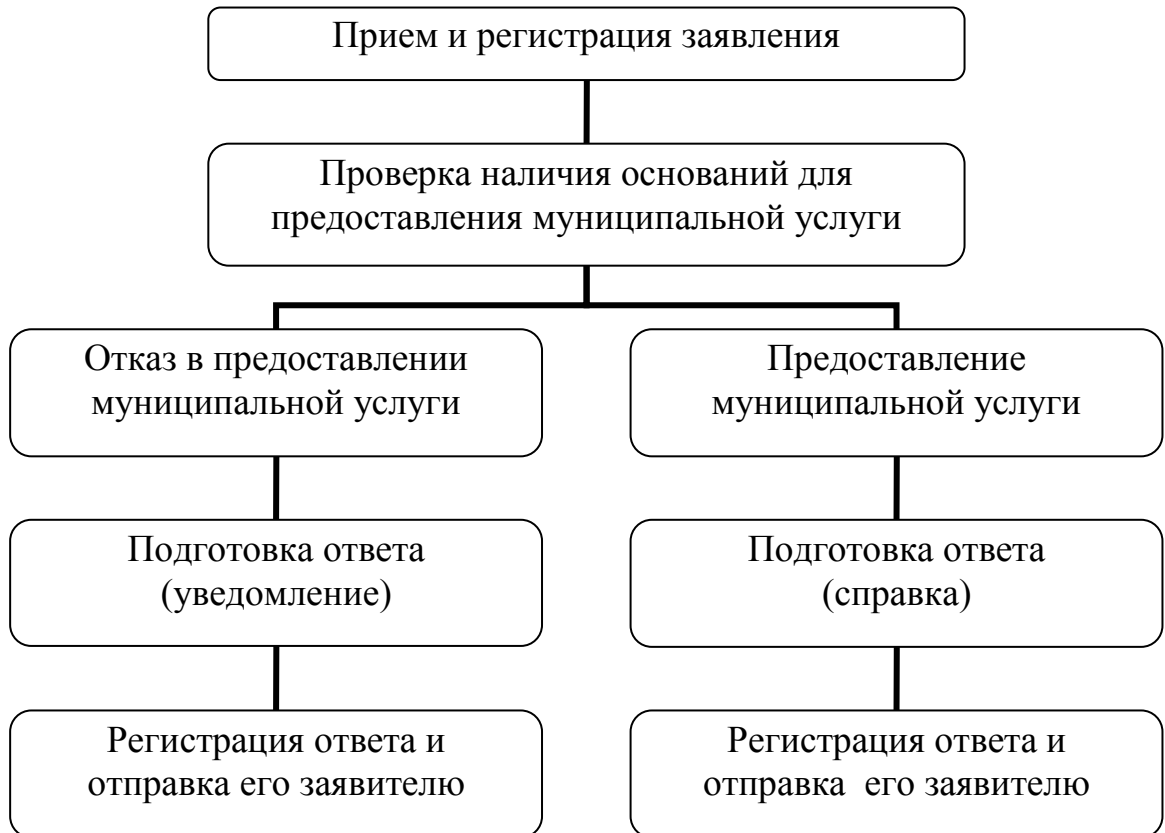 Прием и регистрация заявления
Проверка наличия оснований для
предоставления муниципальной услуги
Отказ в предоставлении
муниципальной услуги
Предоставление
муниципальной услуги
Подготовка ответа
(уведомление)
Подготовка ответа
(справка)
Регистрация ответа и
отправка его заявителю
Регистрация ответа и
отправка  его заявителю